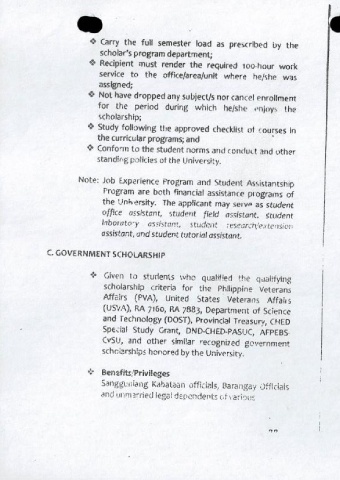 ❖ Carry the full semester load as prescribed by the
scholar's program department;
❖ Recipient must render the required 100-hour work
service to the office/area/unit where he/she was
assigned;
❖ Not have dropped any subject/s nor cancel enrollment
for the period during which he/she enjoys the
scholarship;
❖ Study following the approved checklist of courses in
the curricular programs; and
❖ Conform to the student norms and conduct and other
standing policies of the University.
Note: Job Experience Program and Student Assistantship
Program are both financial assistance programs of
the University. The applicant may serve as student
office assistant, student field assistant, student
laboratory assistant, student research/extension
assistant, and student tutorial assistant.
C. GOVERNMENT SCHOLARSHIP
❖ Given to students who qualified the qualifying
scholarship criteria for the Philippine Veterans
Affairs (PVA), United States Veterans Affairs
(USVA), RA 7160, RA 7883, Department of Science
and Technology (DOST), Provincial Treasury, CHED
Special Study Grant, DND-CHED-PASUC, AFPEBS-
CvSU, and other similar recognized government
scholarships honored by the University.
❖ Benefits/Privileges
Sangguniang Kabataan officials, Barangay Officials
and unmarried legal dependents of various